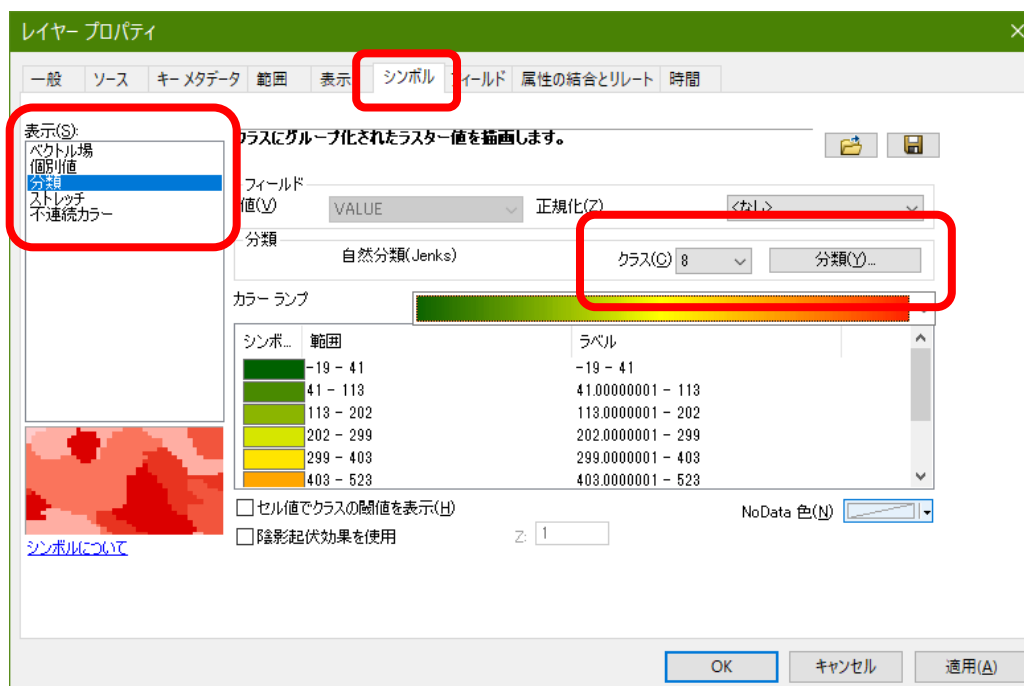 レイヤー プロパティ
一般 ソース キー メタデータ 範囲 表示 シンボル フィールド 属性の結合とリレート 時間
表示(S):
ベクトル場
個別値
分類
ストレッチ
不連続カラー
クラスにグループ化されたラスター値を描画します。
フィールド
値(V) VALUE 正規化(Z) <なし>
分類
自然分類(Jenks) クラス(C) 8 分類(Y)...
カラー ランプ
シンボ... 範囲 ラベル
-19 - 41 -19 - 41
41 - 113 41.00000001 - 113
113 - 202 113.0000001 - 202
202 - 299 202.0000001 - 299
299 - 403 299.0000001 - 403
403 - 523 403.0000001 - 523
セル値でクラスの閾値を表示(H) NoData 色(N)
陰影起伏効果を使用 Z: 1
シンボルについて
OK キャンセル 適用(A)